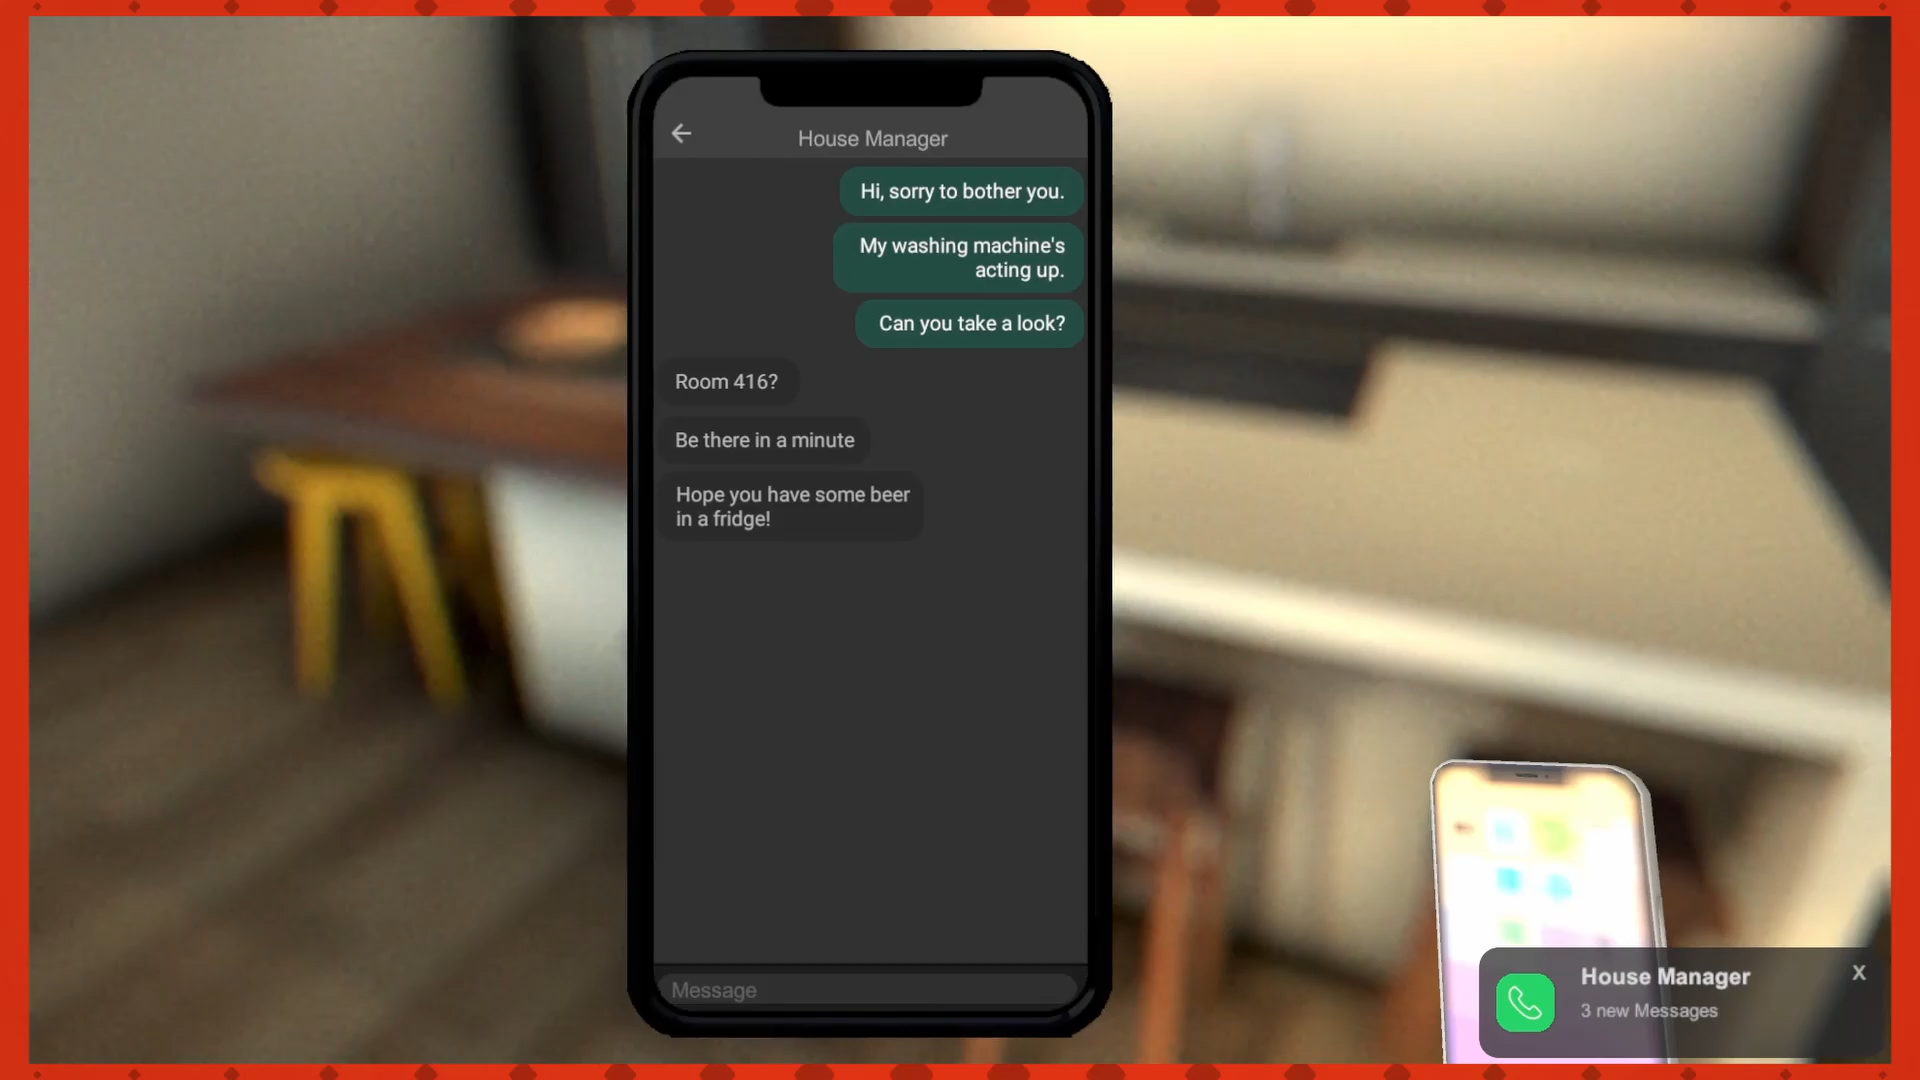 House Manager
Hi, sorry to bother you.
My washing machine's
acting up.
Can you take a look?
Room 416?
Be there in a minute
Hope you have some beer
in a fridge!
Message
House Manager
X
3 new Messages